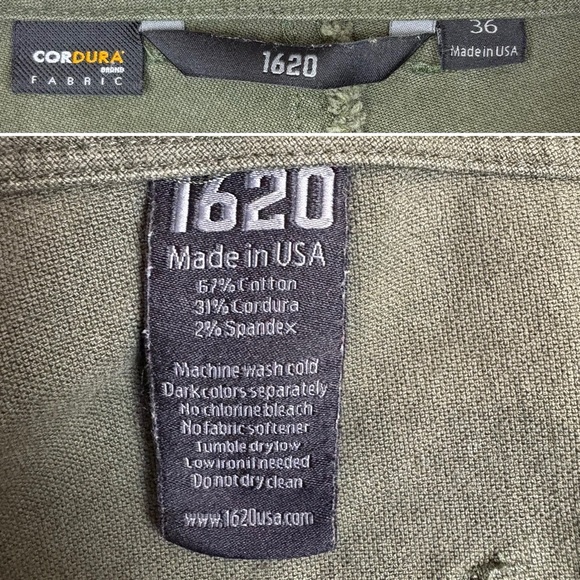 CORDURA
BRAND
FABRIC
1620
36
Made in USA
1620
Made in USA
67% Cotton
31% Cordura
2% Spandex
Machine wash cold
Dark colors separately
No chlorine bleach
No fabric softener
Tumble dry low
Low iron if needed
Do not dry clean
www.1620usa.com